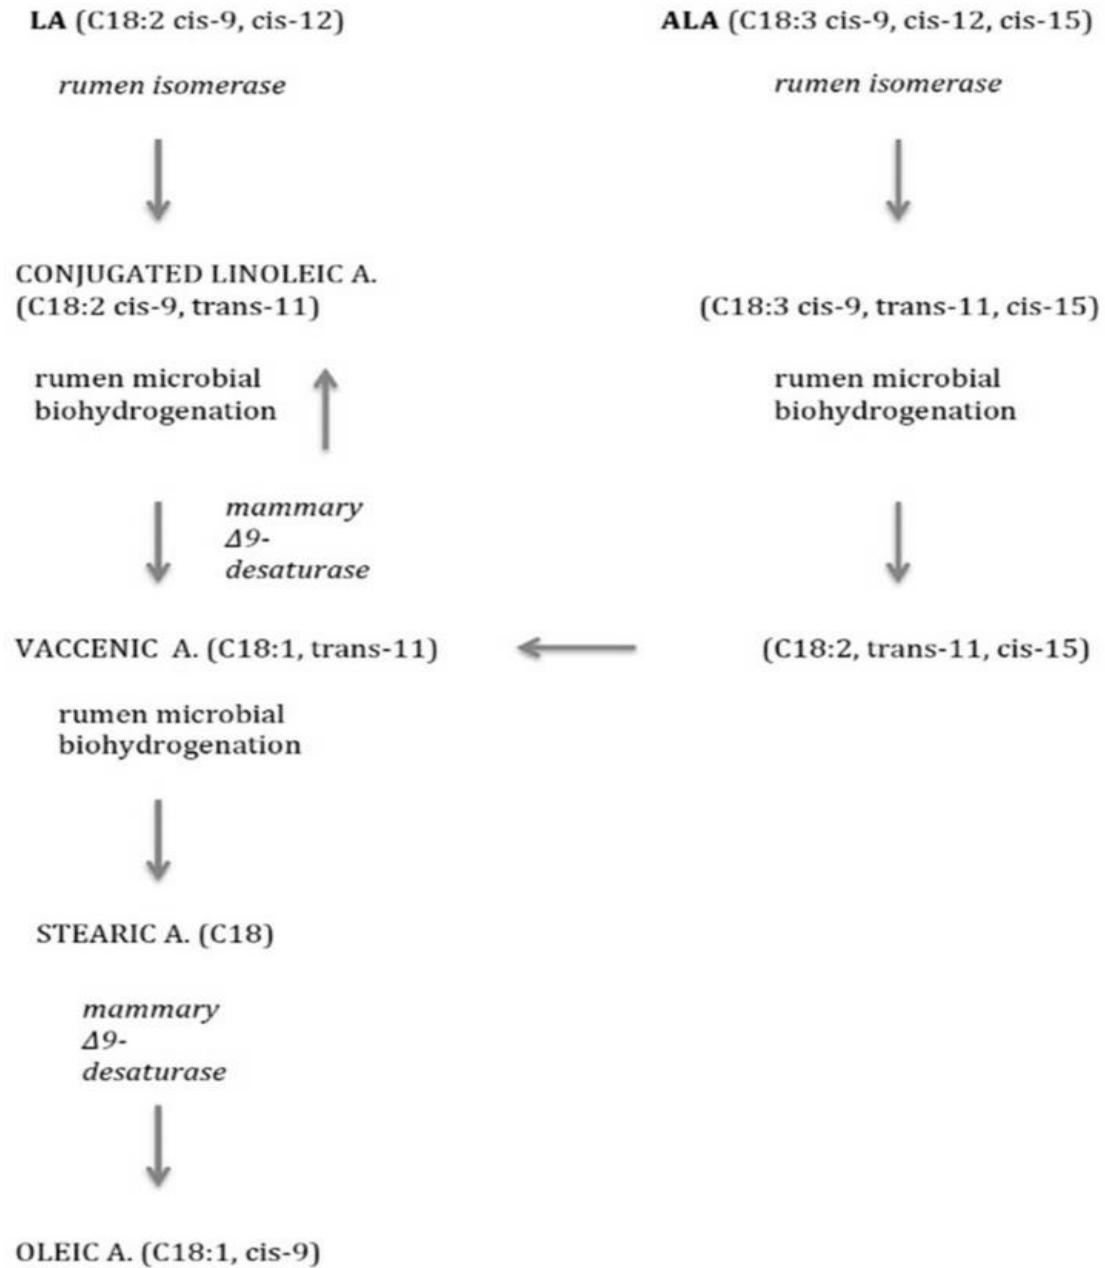 LA (C18:2 cis-9, cis-12)
rumen isomerase
CONJUGATED LINOLEIC A.
(C18:2 cis-9, trans-11)
rumen microbial
biohydrogenation
mammary
Δ9-
desaturase
VACCENIC A. (C18:1, trans-11)
rumen microbial
biohydrogenation
STEARIC A. (C18)
mammary
Δ9-
desaturase
OLEIC A. (C18:1, cis-9)
ALA (C18:3 cis-9, cis-12, cis-15)
rumen isomerase
(C18:3 cis-9, trans-11, cis-15)
rumen microbial
biohydrogenation
(C18:2, trans-11, cis-15)